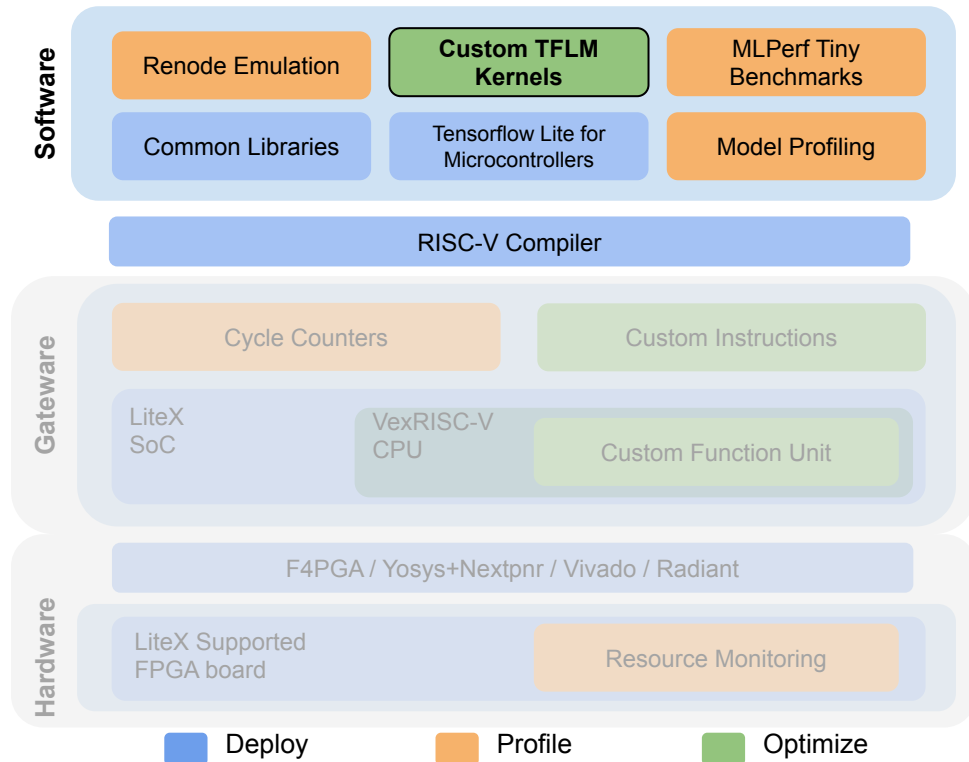 Software
Renode Emulation
Custom TFLM
Kernels
MLPerf Tiny
Benchmarks
Common Libraries
Tensorflow Lite for
Microcontrollers
Model Profiling
RISC-V Compiler
Gateware
Cycle Counters
Custom Instructions
LiteX
SoC
VexRISC-V
CPU
Custom Function Unit
Hardware
F4PGA / Yosys+Nextpnr / Vivado / Radiant
LiteX Supported
FPGA board
Resource Monitoring
Deploy
Profile
Optimize